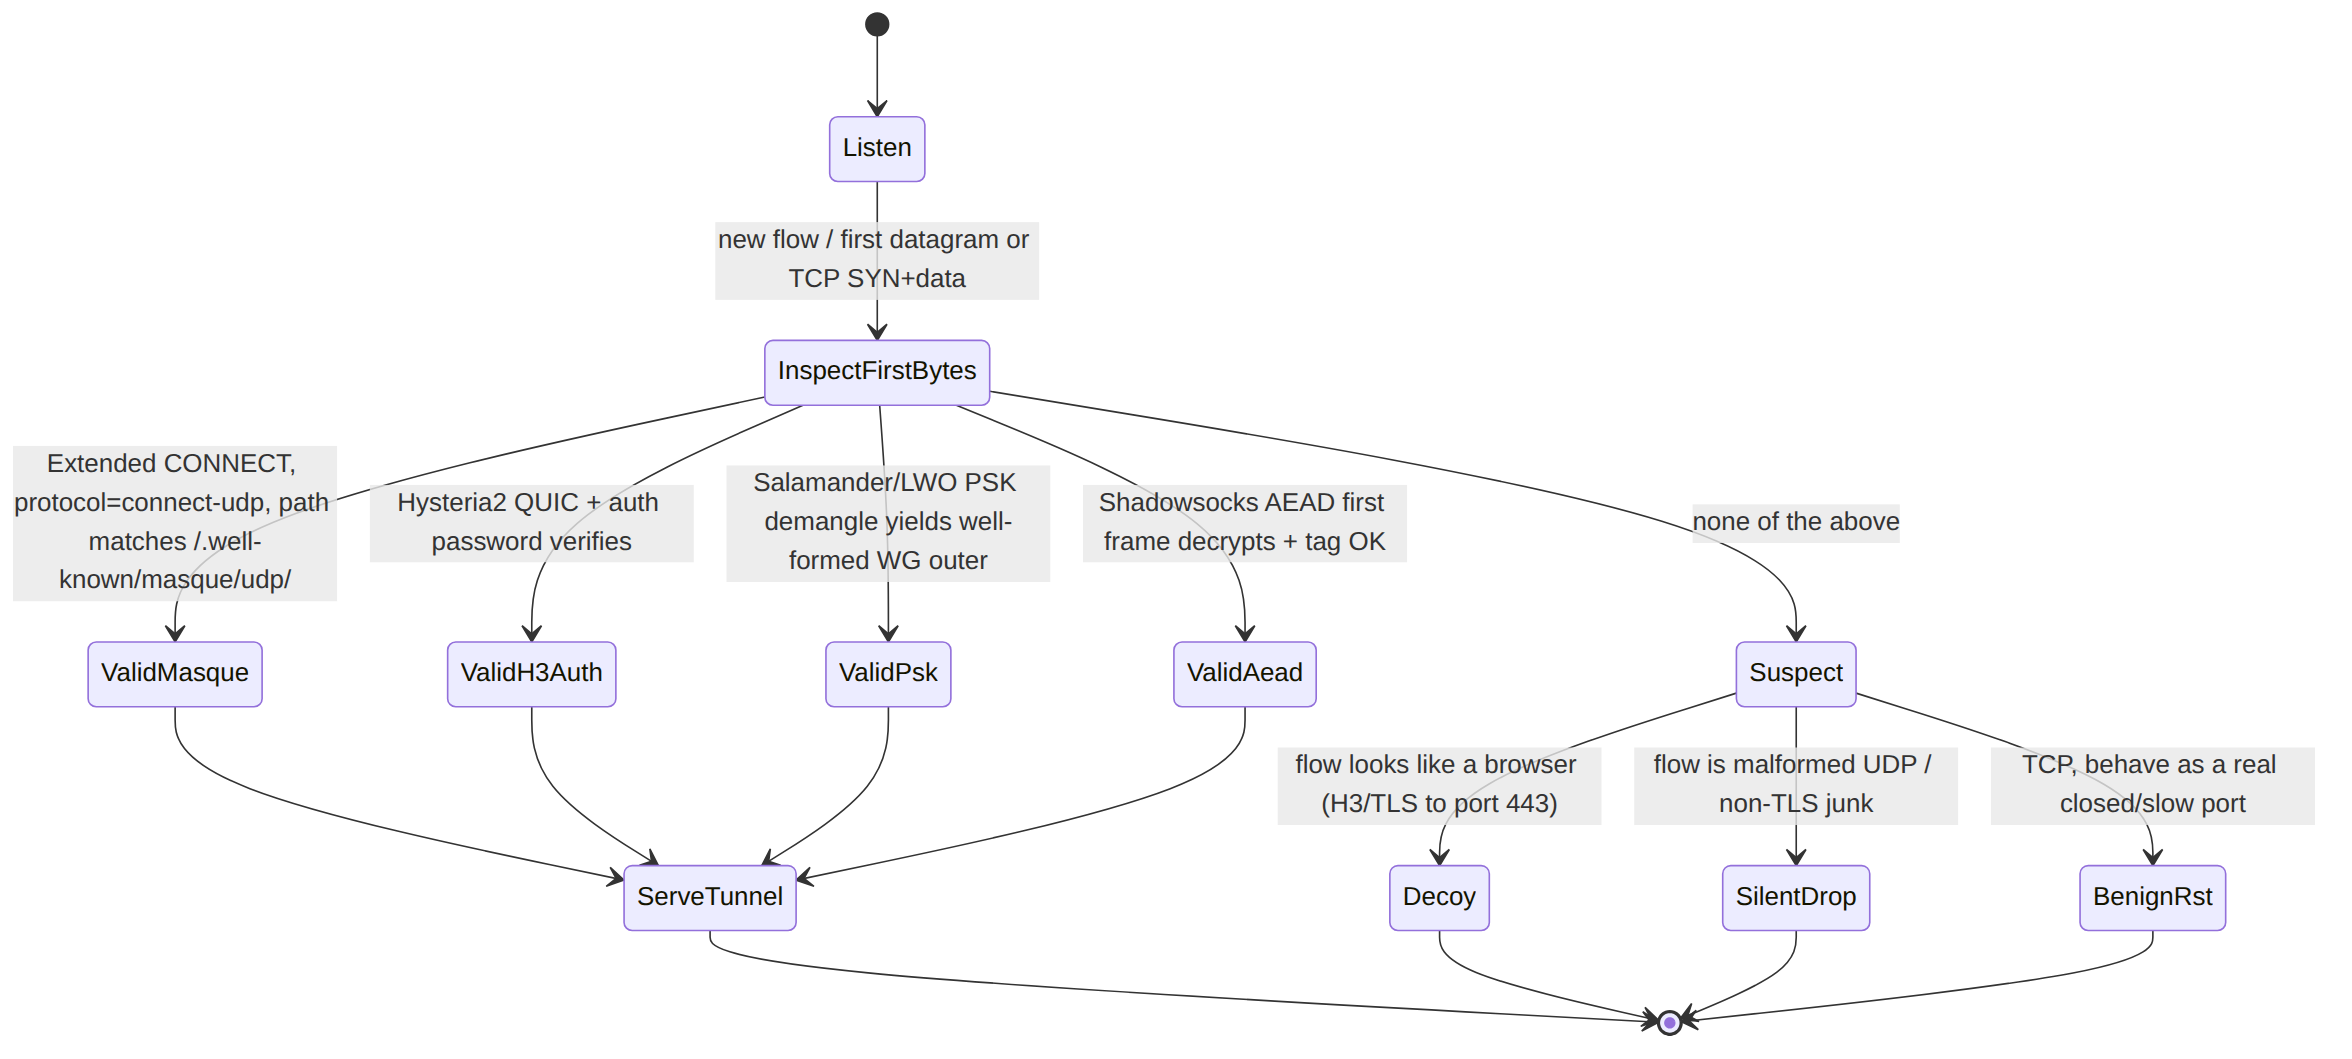 Listen
new flow / first datagram or
TCP SYN+data
InspectFirstBytes
Extended CONNECT,
protocol=connect-udp, path
matches /.well-
known/masque/udp/
Hysteria2 QUIC + auth
password verifies
Salamander/LWO PSK
demangle yields well-
formed WG outer
Shadowsocks AEAD first
frame decrypts + tag OK
none of the above
ValidMasque
ValidH3Auth
ValidPsk
ValidAead
Suspect
flow looks like a browser
(H3/TLS to port 443)
flow is malformed UDP /
non-TLS junk
TCP, behave as a real
closed/slow port
ServeTunnel
Decoy
SilentDrop
BenignRst